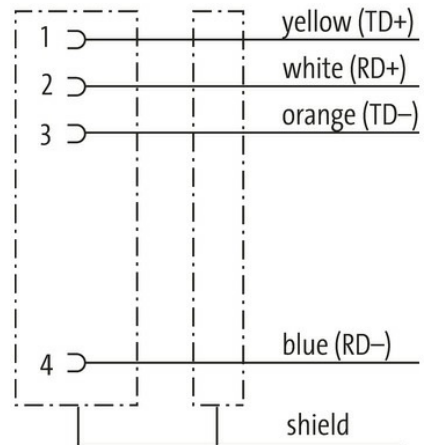 1 yellow (TD+)
2 white (RD+)
3 orange (TD–)
4 blue (RD–)
shield